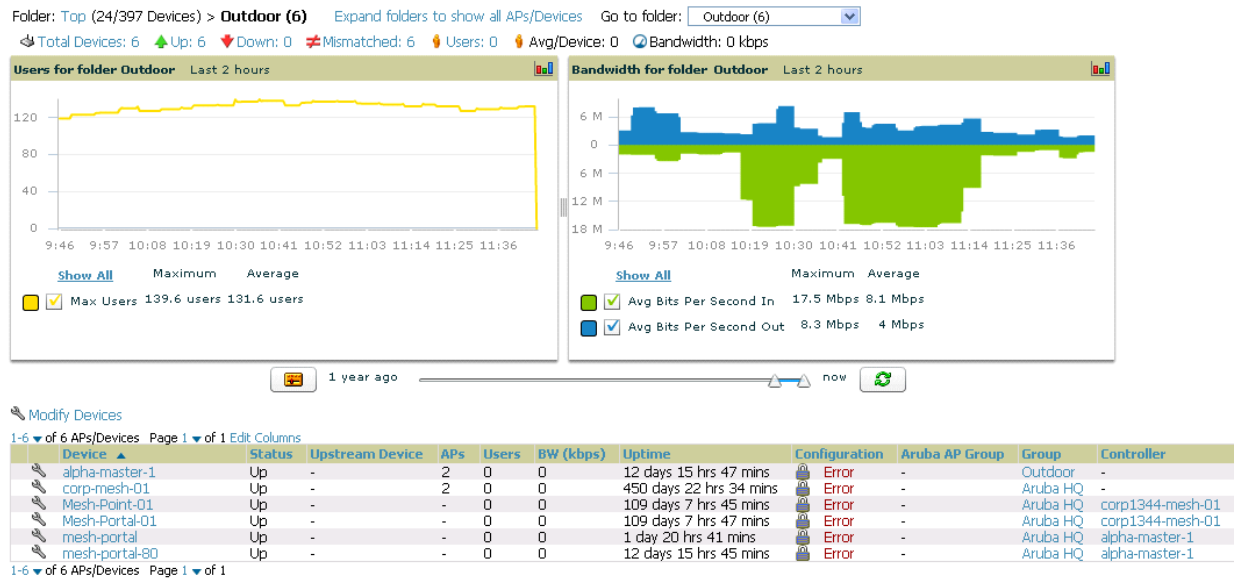 Folder: Top (24/397 Devices) > Outdoor (6) Expand folders to show all APs/Devices Go to folder: Outdoor (6)
Total Devices: 6 Up: 6 Down: 0 Mismatched: 6 Users: 0 Avg/Device: 0 Bandwidth: 0 kbps
Users for folder Outdoor Last 2 hours
120
80
40
0
9:46 9:57 10:08 10:19 10:30 10:41 10:52 11:03 11:14 11:25 11:36
Show All Maximum Average
Max Users 139.6 users 131.6 users
Bandwidth for folder Outdoor Last 2 hours
6 M
0
6 M
12 M
18 M
9:46 9:57 10:08 10:19 10:30 10:41 10:52 11:03 11:14 11:25 11:36
Show All Maximum Average
Avg Bits Per Second In 17.5 Mbps 8.1 Mbps
Avg Bits Per Second Out 8.3 Mbps 4 Mbps
1 year ago now
Modify Devices
1-6 of 6 APs/Devices Page 1 of 1 Edit Columns
Device Status Upstream Device APs Users BW (kbps) Uptime Configuration Aruba AP Group Group Controller
alpha-master-1 Up - 2 0 0 12 days 15 hrs 47 mins Error - Outdoor -
corp-mesh-01 Up - 2 0 0 450 days 22 hrs 34 mins Error - Aruba HQ -
Mesh-Point-01 Up - - 0 0 109 days 7 hrs 45 mins Error - Aruba HQ corp1344-mesh-01
Mesh-Portal-01 Up - - 0 0 109 days 7 hrs 47 mins Error - Aruba HQ corp1344-mesh-01
mesh-portal Up - - 0 0 1 day 20 hrs 41 mins Error - Aruba HQ alpha-master-1
mesh-portal-80 Up - - 0 0 12 days 15 hrs 45 mins Error - Aruba HQ alpha-master-1
1-6 of 6 APs/Devices Page 1 of 1